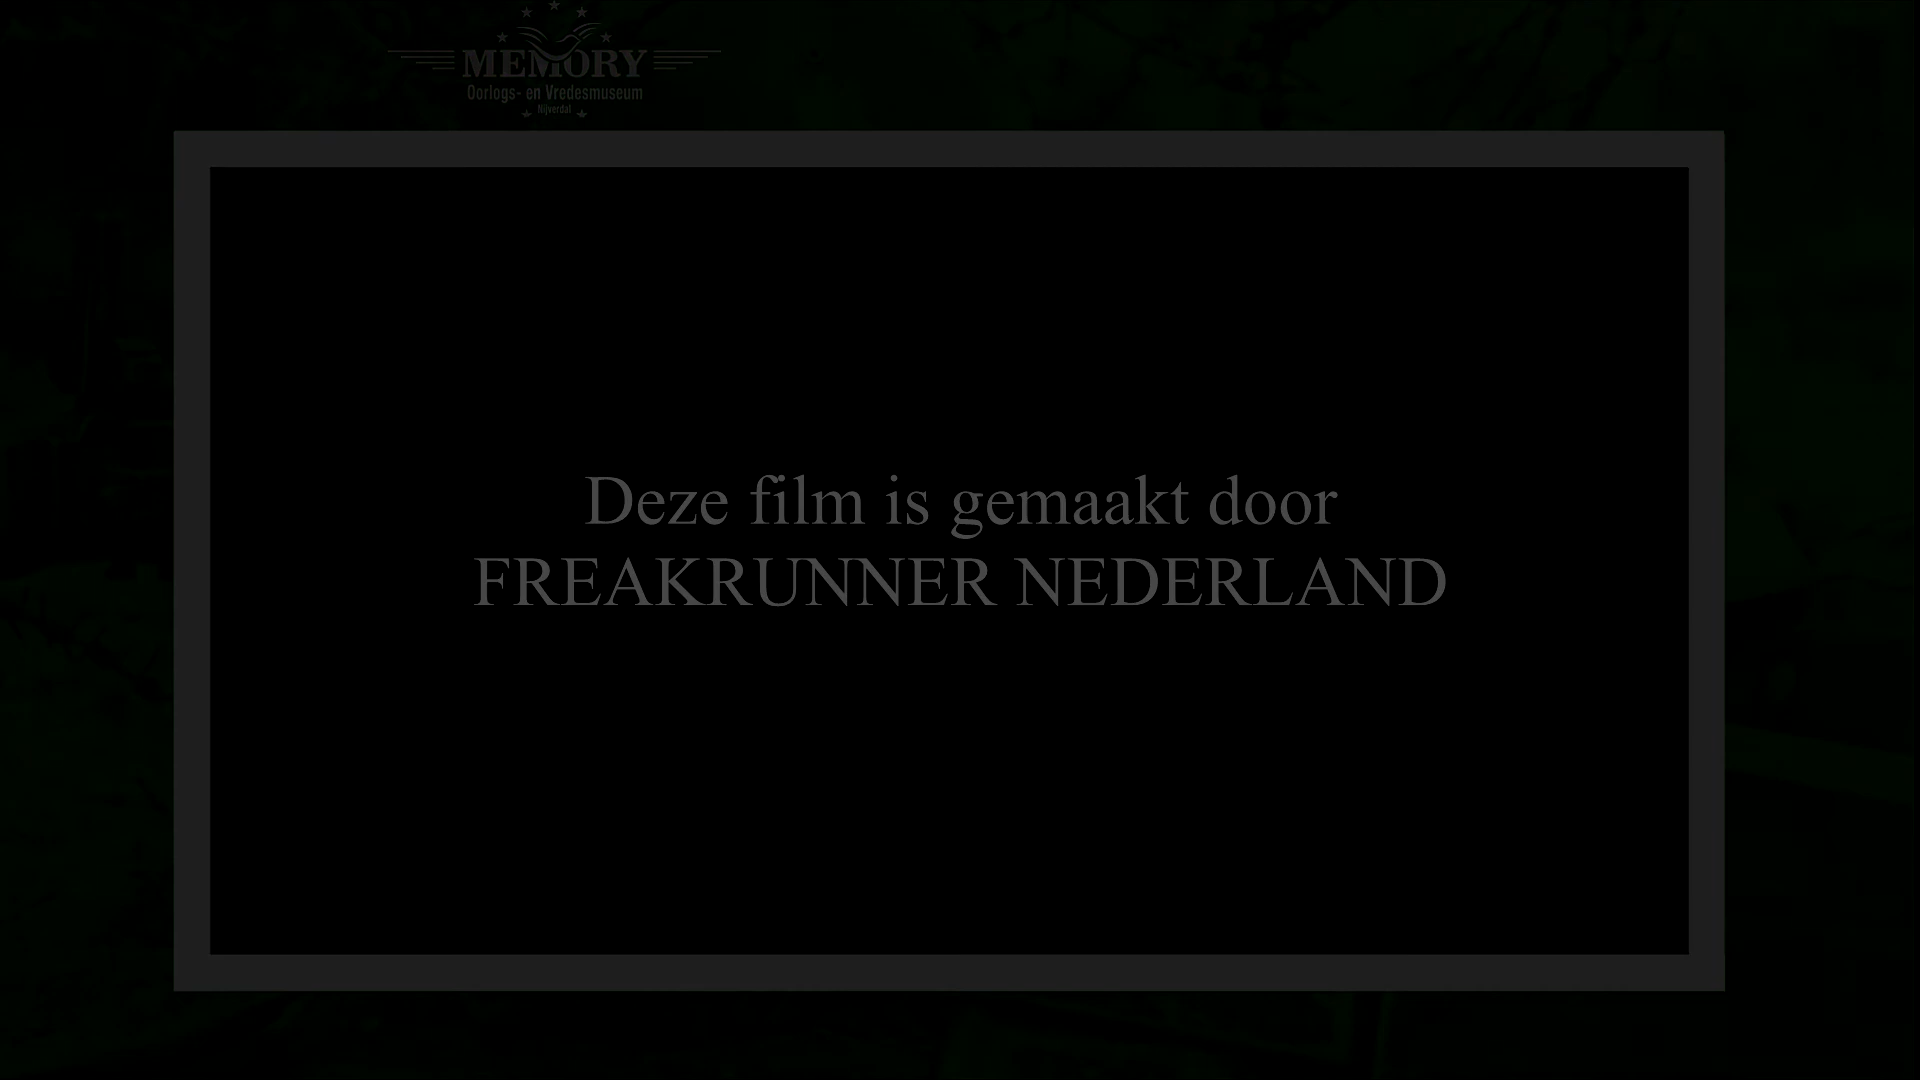 MEMORY
Oorlogs- en Vredesmuseum
Nijverdal
Deze film is gemaakt door
FREAKRUNNER NEDERLAND